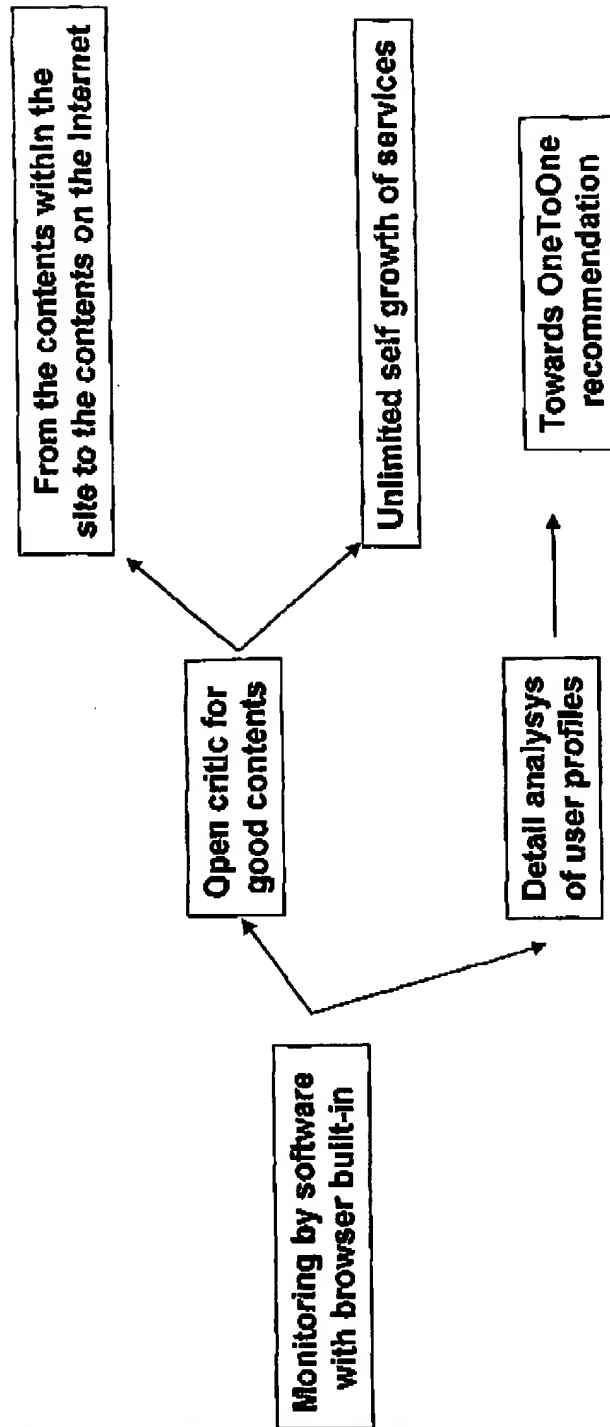 Monitoring by software
with browser built-in
Open critic for
good contents
Detail analysys
of user profiles
From the contents within the
site to the contents on the Internet
Unlimited self growth of services
Towards OneToOne
recommendation